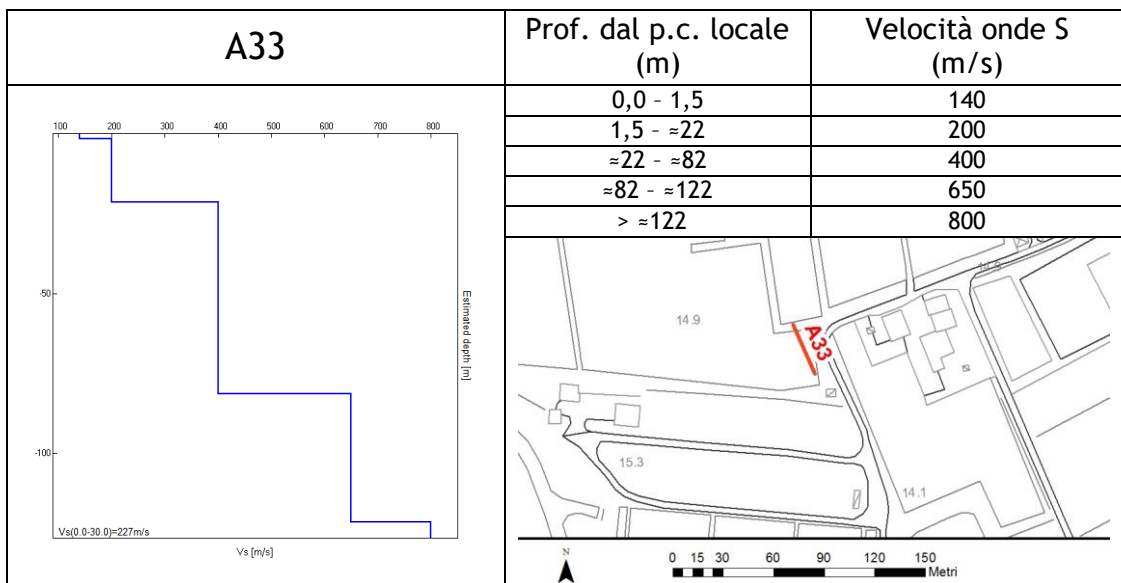 A33
Prof. dal p.c. locale
(m)
Velocità onde S
(m/s)
0,0 – 1,5 140
1,5 – ≈22 200
≈22 – ≈82 400
≈82 – ≈122 650
> ≈122 800
100 200 300 400 500 600 700 800
-50
-100
Estimated depth [m]
Vs(0.0-30.0)=227m/s
Vs [m/s]
14.9
A33
15.3
14.1
N
0 15 30 60 90 120 150
Metri